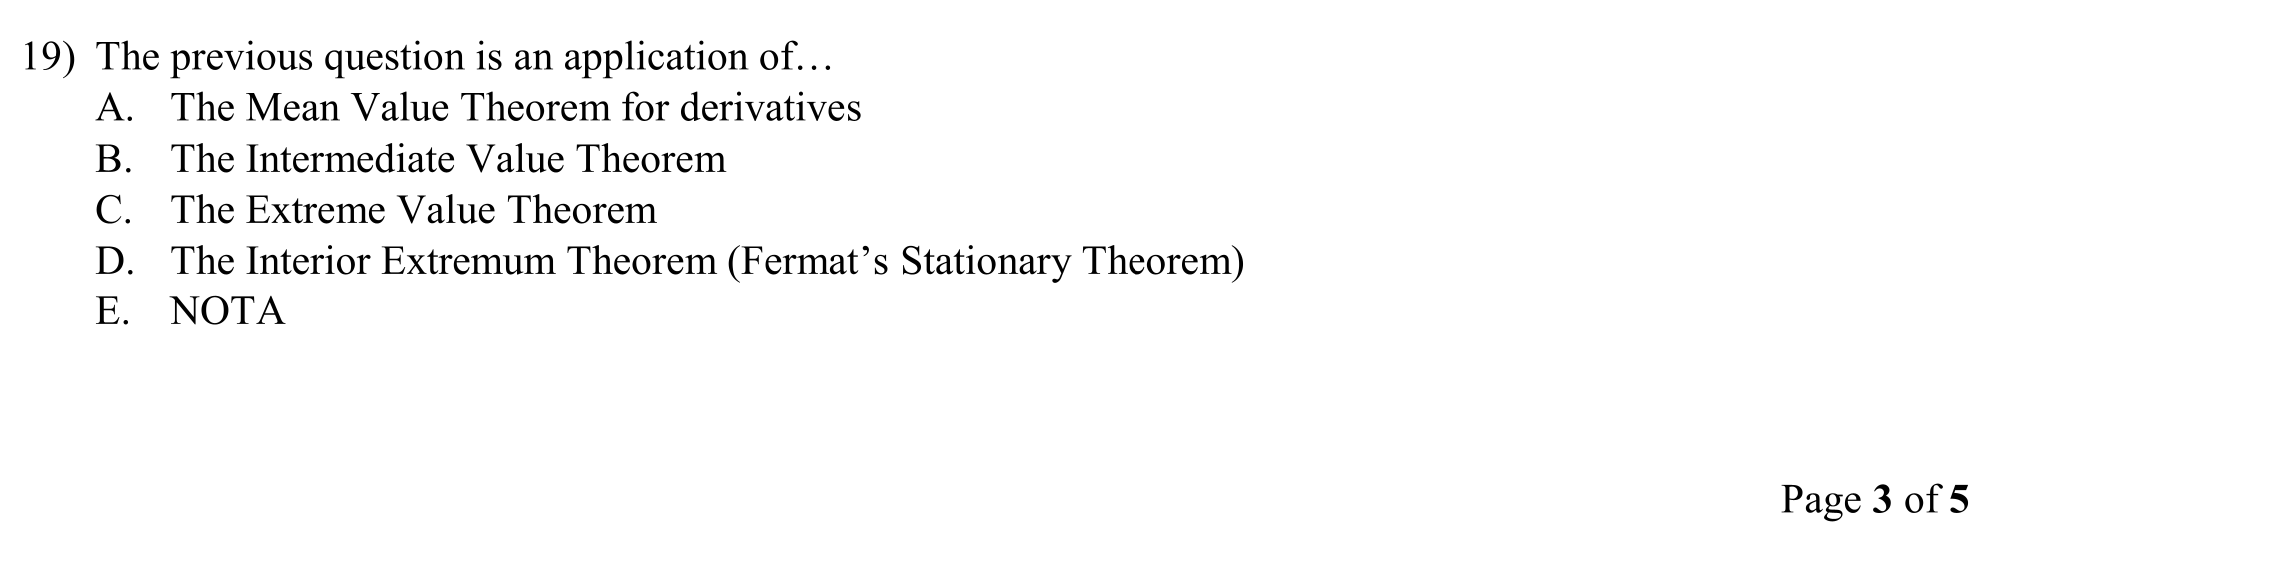 19) The previous question is an application of…
A. The Mean Value Theorem for derivatives
B. The Intermediate Value Theorem
C. The Extreme Value Theorem
D. The Interior Extremum Theorem (Fermat’s Stationary Theorem)
E. NOTA
Page 3 of 5